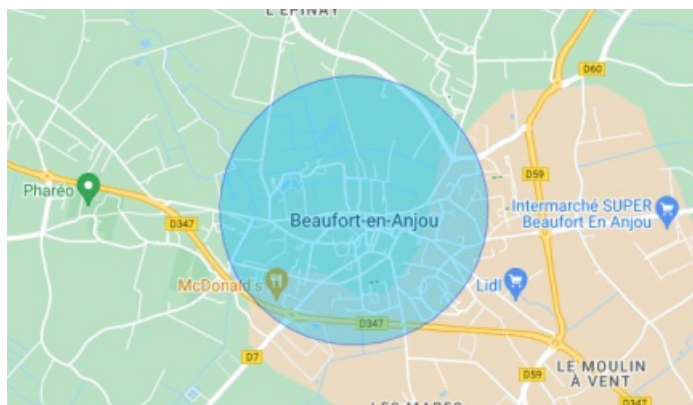 L'ÉPINAY
D60
D59
Pharéo
Intermarché SUPER
Beaufort En Anjou
D347
Beaufort-en-Anjou
McDonald's
Lidl
D347
D7
LE MOULIN
À VENT
D59
LES MARES
D347